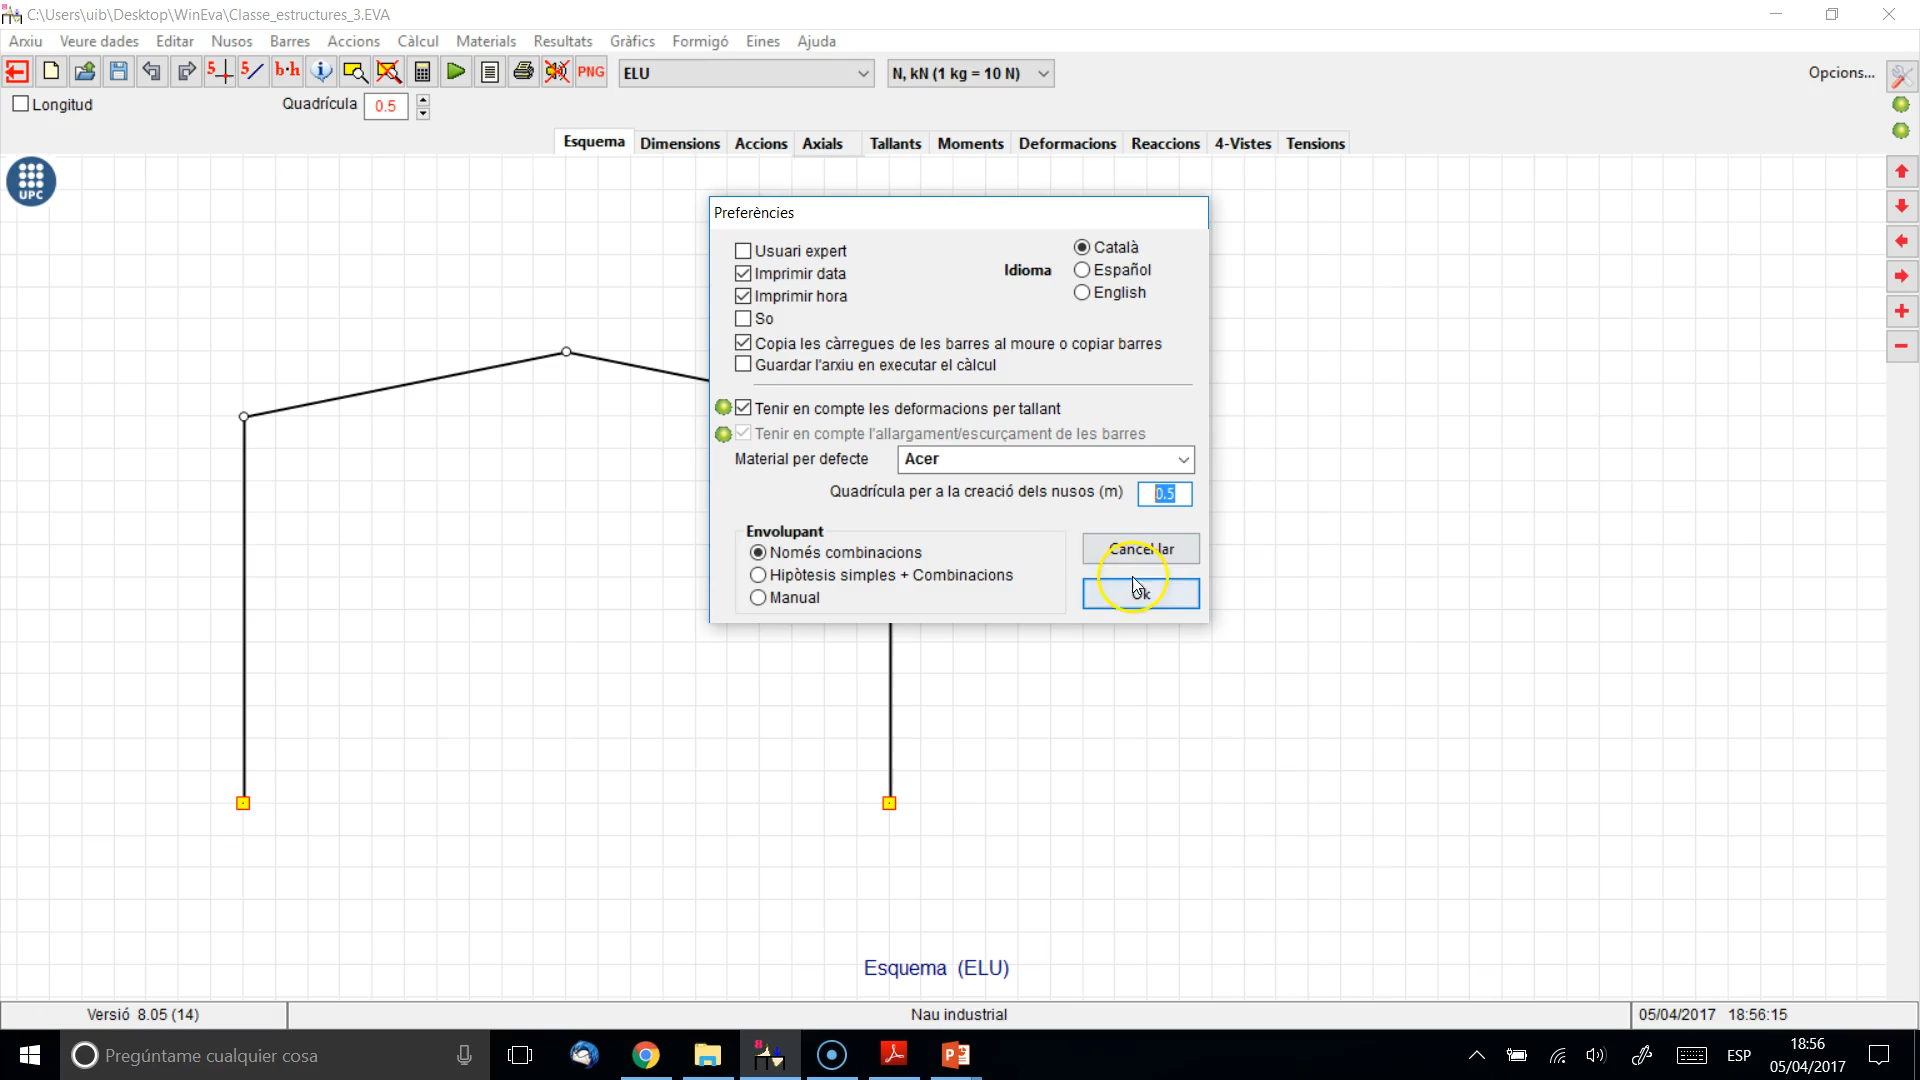 C:\Users\uib\Desktop\WinEva\Classe_estructures_3.EVA
Arxiu Veure dades Editar Nusos Barres Accions Càlcul Materials Resultats Gràfics Formigó Eines Ajuda
5 5 b·h PNG ELU N, kN (1 kg = 10 N) Opcions...
Longitud Quadrícula 0.5
Esquema Dimensions Accions Axials Tallants Moments Deformacions Reaccions 4-Vistes Tensions
UPC
Preferències
Usuari expert
Imprimir data
Imprimir hora
So
Idioma
Català
Español
English
Copia les càrregues de les barres al moure o copiar barres
Guardar l'arxiu en executar el càlcul
Tenir en compte les deformacions per tallant
Tenir en compte l'allargament/escurçament de les barres
Material per defecte Acer
Quadrícula per a la creació dels nusos (m) 0.5
Envolupant
Només combinacions
Hipòtesis simples + Combinacions
Manual
Cancel·lar
Ok
Esquema (ELU)
Versió 8.05 (14) Nau industrial 05/04/2017 18:56:15
Pregúntame cualquier cosa
ESP
18:56
05/04/2017